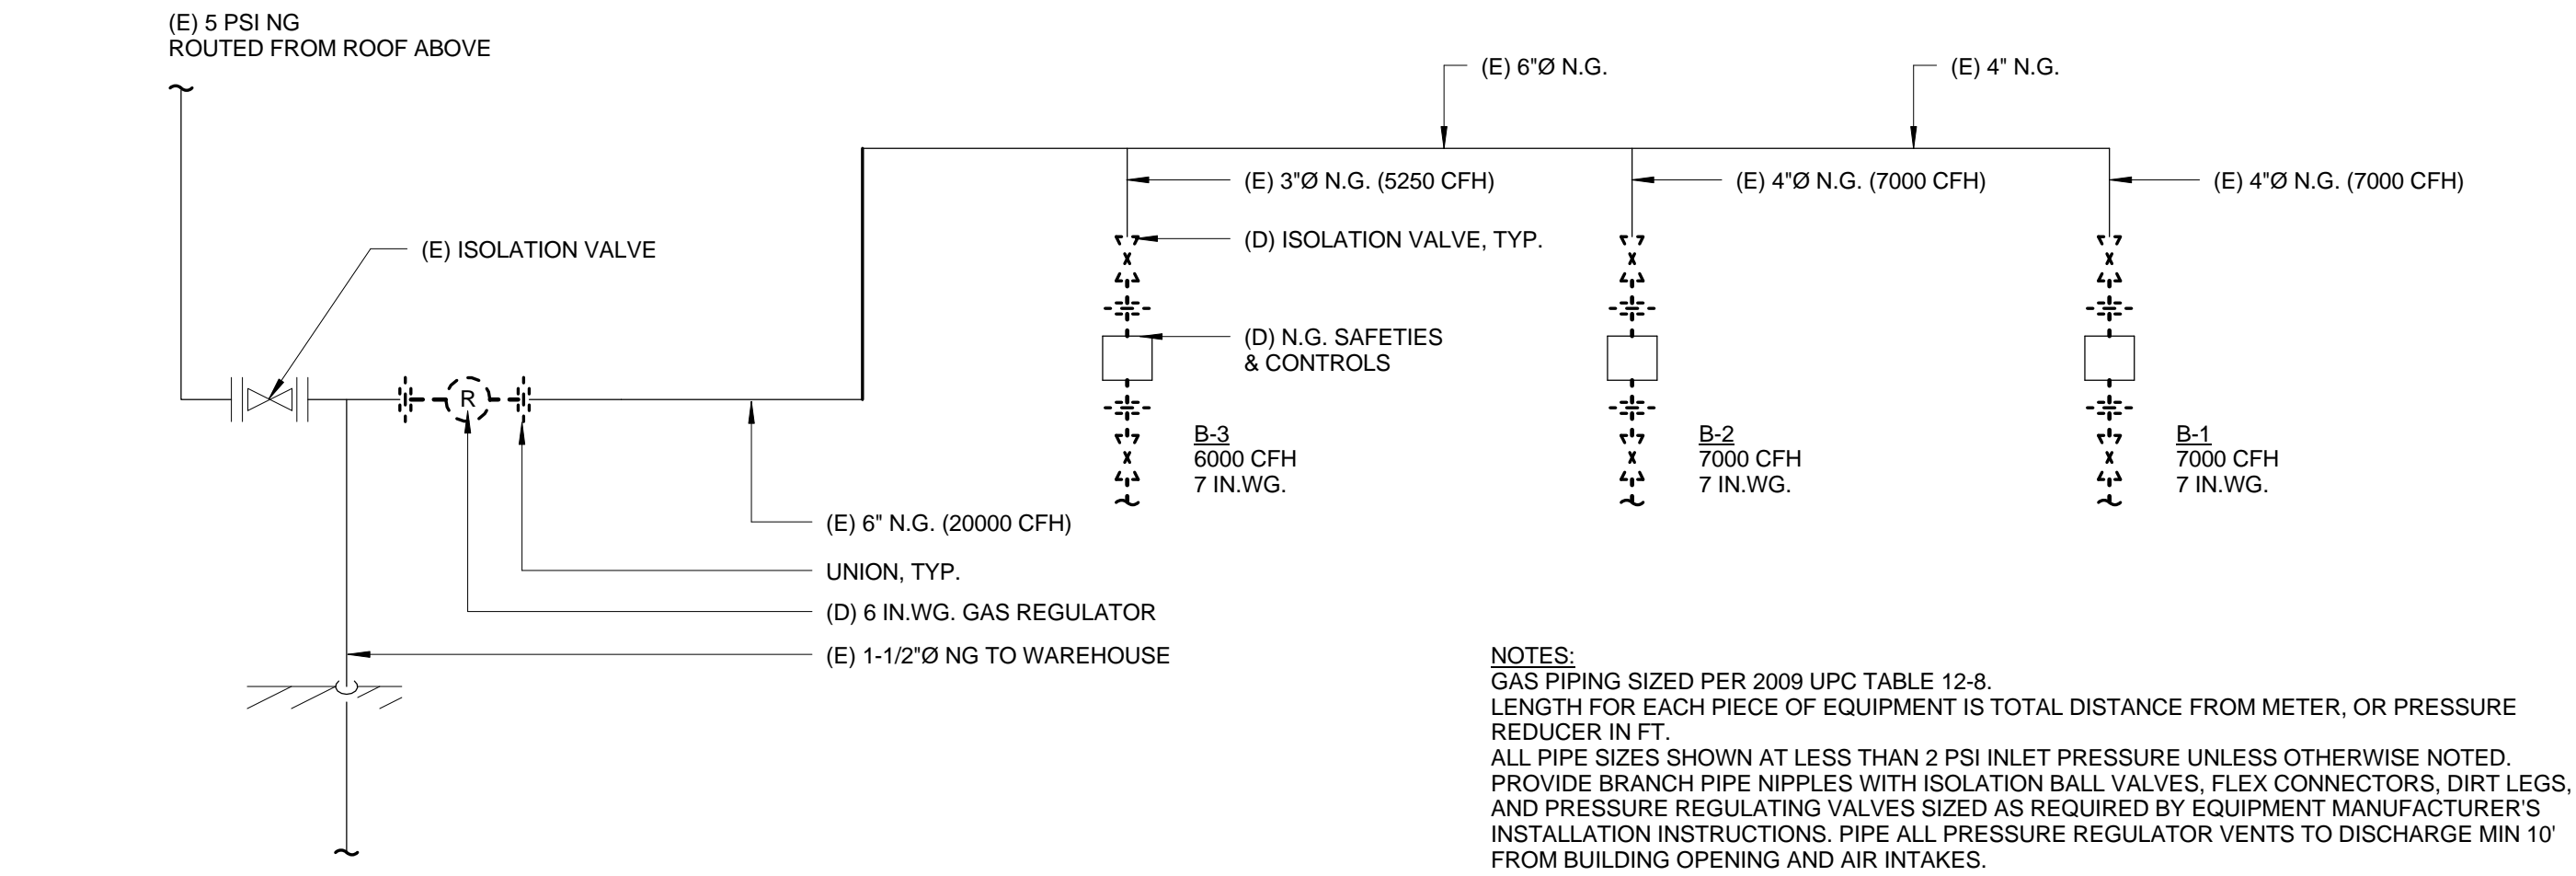 (E) 5 PSI NG
ROUTED FROM ROOF ABOVE
(E) 6"Ø N.G.
(E) 4" N.G.
(E) 3"Ø N.G. (5250 CFH)
(E) 4"Ø N.G. (7000 CFH)
(E) 4"Ø N.G. (7000 CFH)
(E) ISOLATION VALVE
(D) ISOLATION VALVE, TYP.
(D) N.G. SAFETIES
& CONTROLS
R
B-3
6000 CFH
7 IN.WG.
B-2
7000 CFH
7 IN.WG.
B-1
7000 CFH
7 IN.WG.
(E) 6" N.G. (20000 CFH)
UNION, TYP.
(D) 6 IN.WG. GAS REGULATOR
(E) 1-1/2"Ø NG TO WAREHOUSE
NOTES:
GAS PIPING SIZED PER 2009 UPC TABLE 12-8.
LENGTH FOR EACH PIECE OF EQUIPMENT IS TOTAL DISTANCE FROM METER, OR PRESSURE
REDUCER IN FT.
ALL PIPE SIZES SHOWN AT LESS THAN 2 PSI INLET PRESSURE UNLESS OTHERWISE NOTED.
PROVIDE BRANCH PIPE NIPPLES WITH ISOLATION BALL VALVES, FLEX CONNECTORS, DIRT LEGS,
AND PRESSURE REGULATING VALVES SIZED AS REQUIRED BY EQUIPMENT MANUFACTURER'S
INSTALLATION INSTRUCTIONS. PIPE ALL PRESSURE REGULATOR VENTS TO DISCHARGE MIN 10'
FROM BUILDING OPENING AND AIR INTAKES.